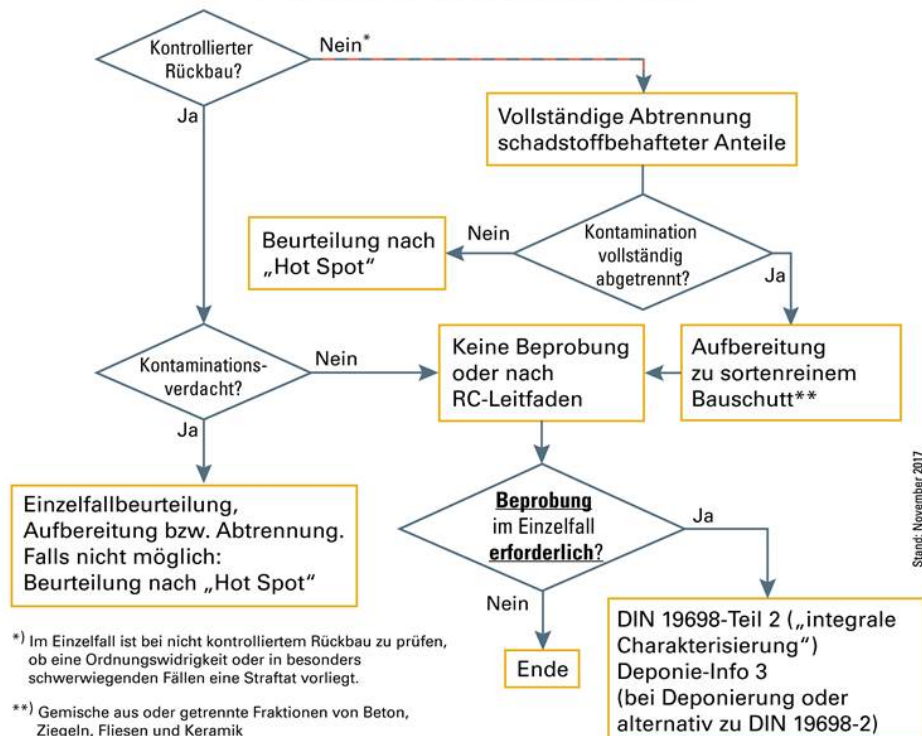 Kontrollierter
Rückbau?
Nein*
Ja
Vollständige Abtrennung
schadstoffbehafteter Anteile
Kontamination
vollständig
abgetrennt?
Nein
Ja
Beurteilung nach
„Hot Spot“
Kontaminations-
verdacht?
Nein
Ja
Keine Beprobung
oder nach
RC-Leitfaden
Aufbereitung
zu sortenreinem
Bauschutt**
Einzelfallbeurteilung,
Aufbereitung bzw. Abtrennung.
Falls nicht möglich:
Beurteilung nach „Hot Spot“
Beprobung
im Einzelfall
erforderlich?
Ja
Nein
Ende
DIN 19698-Teil 2 („integrale
Charakterisierung“)
Deponie-Info 3
(bei Deponierung oder
alternativ zu DIN 19698-2)
Stand: November 2017
*) Im Einzelfall ist bei nicht kontrolliertem Rückbau zu prüfen,
ob eine Ordnungswidrigkeit oder in besonders
schwerwiegenden Fällen eine Straftat vorliegt.
**) Gemische aus oder getrennte Fraktionen von Beton,
Ziegeln, Fliesen und Keramik